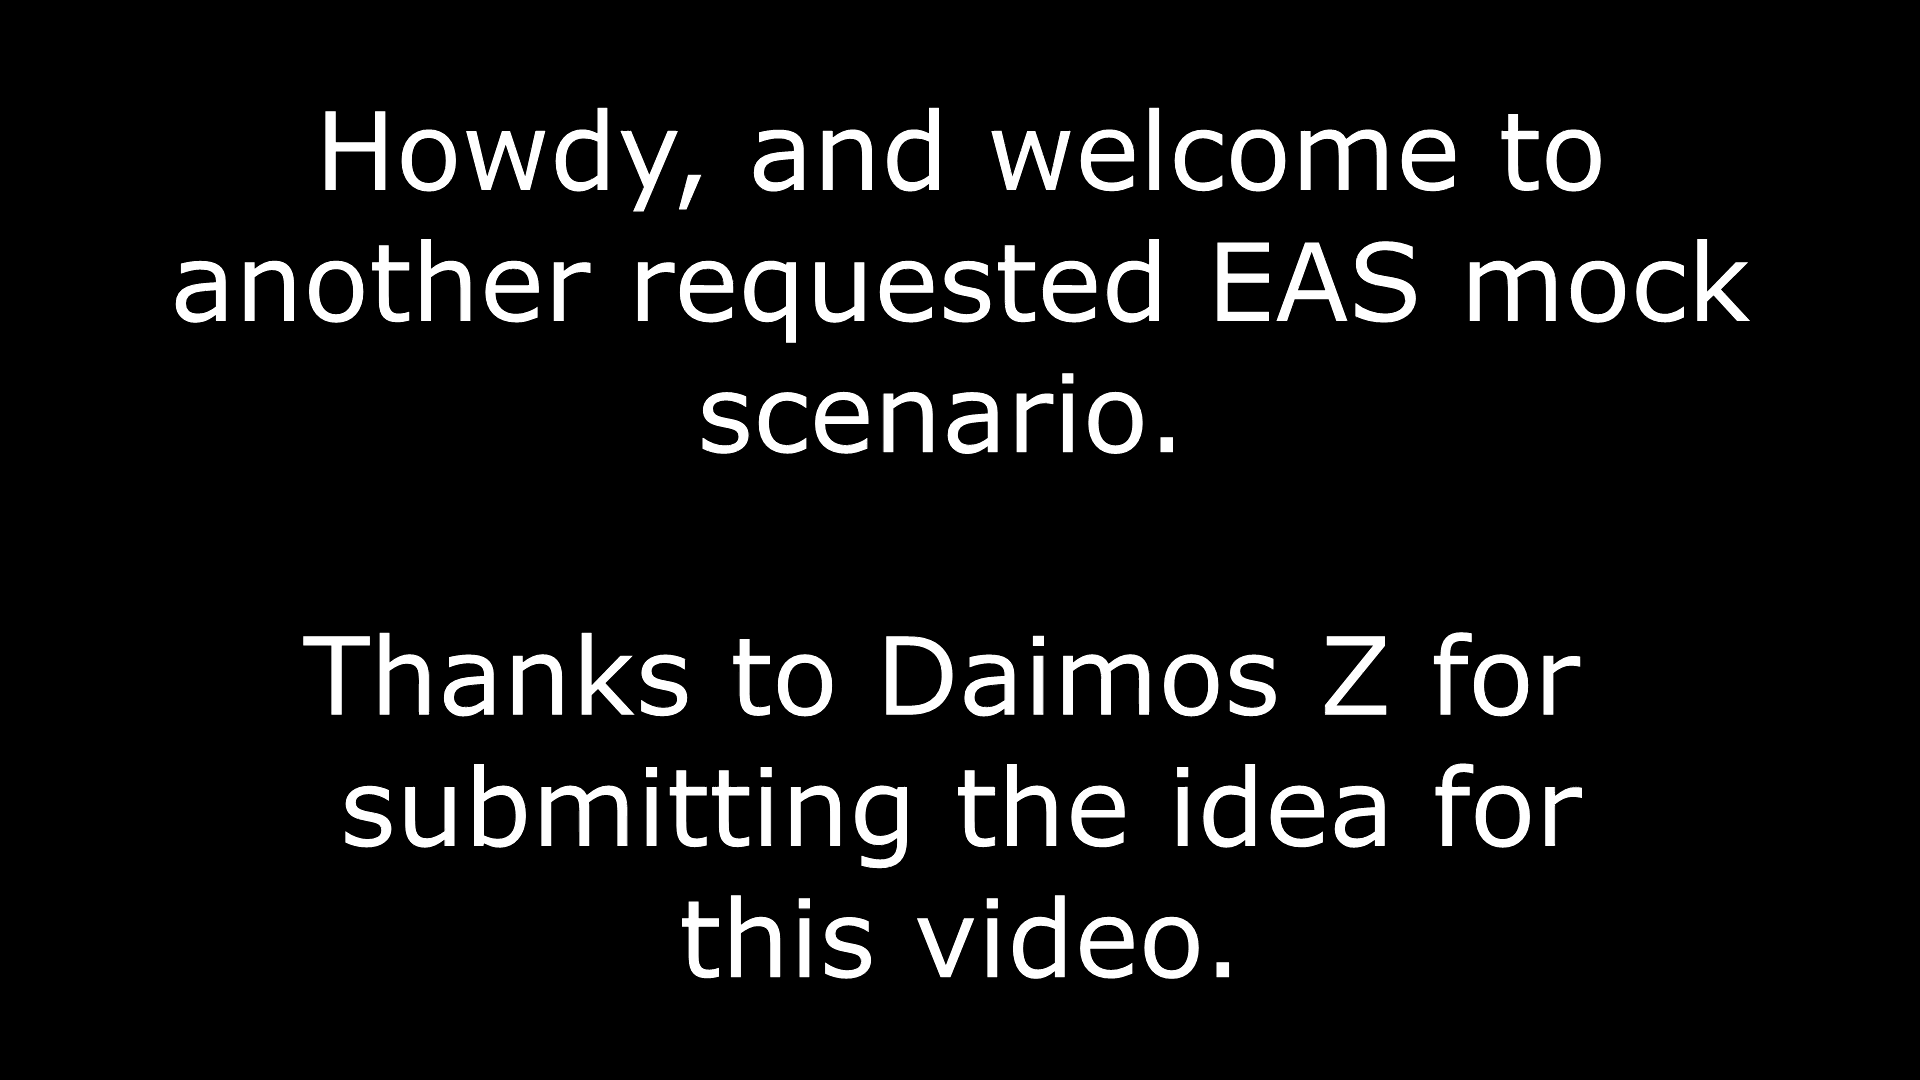 Howdy, and welcome to
another requested EAS mock
scenario.
Thanks to Daimos Z for
submitting the idea for
this video.